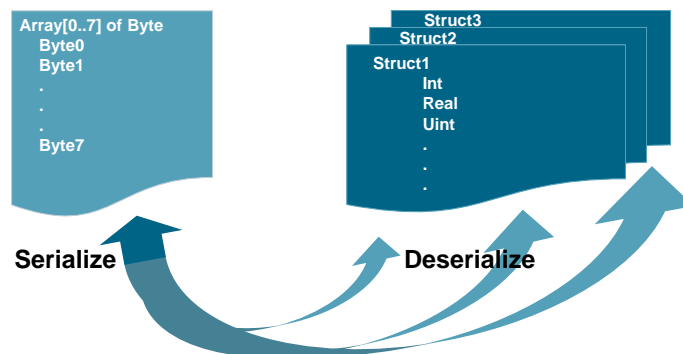 Array[0..7] of Byte
Byte0
Byte1
.
.
.
Byte7
Struct3
Struct2
Struct1
Int
Real
Uint
.
.
.
Serialize
Deserialize